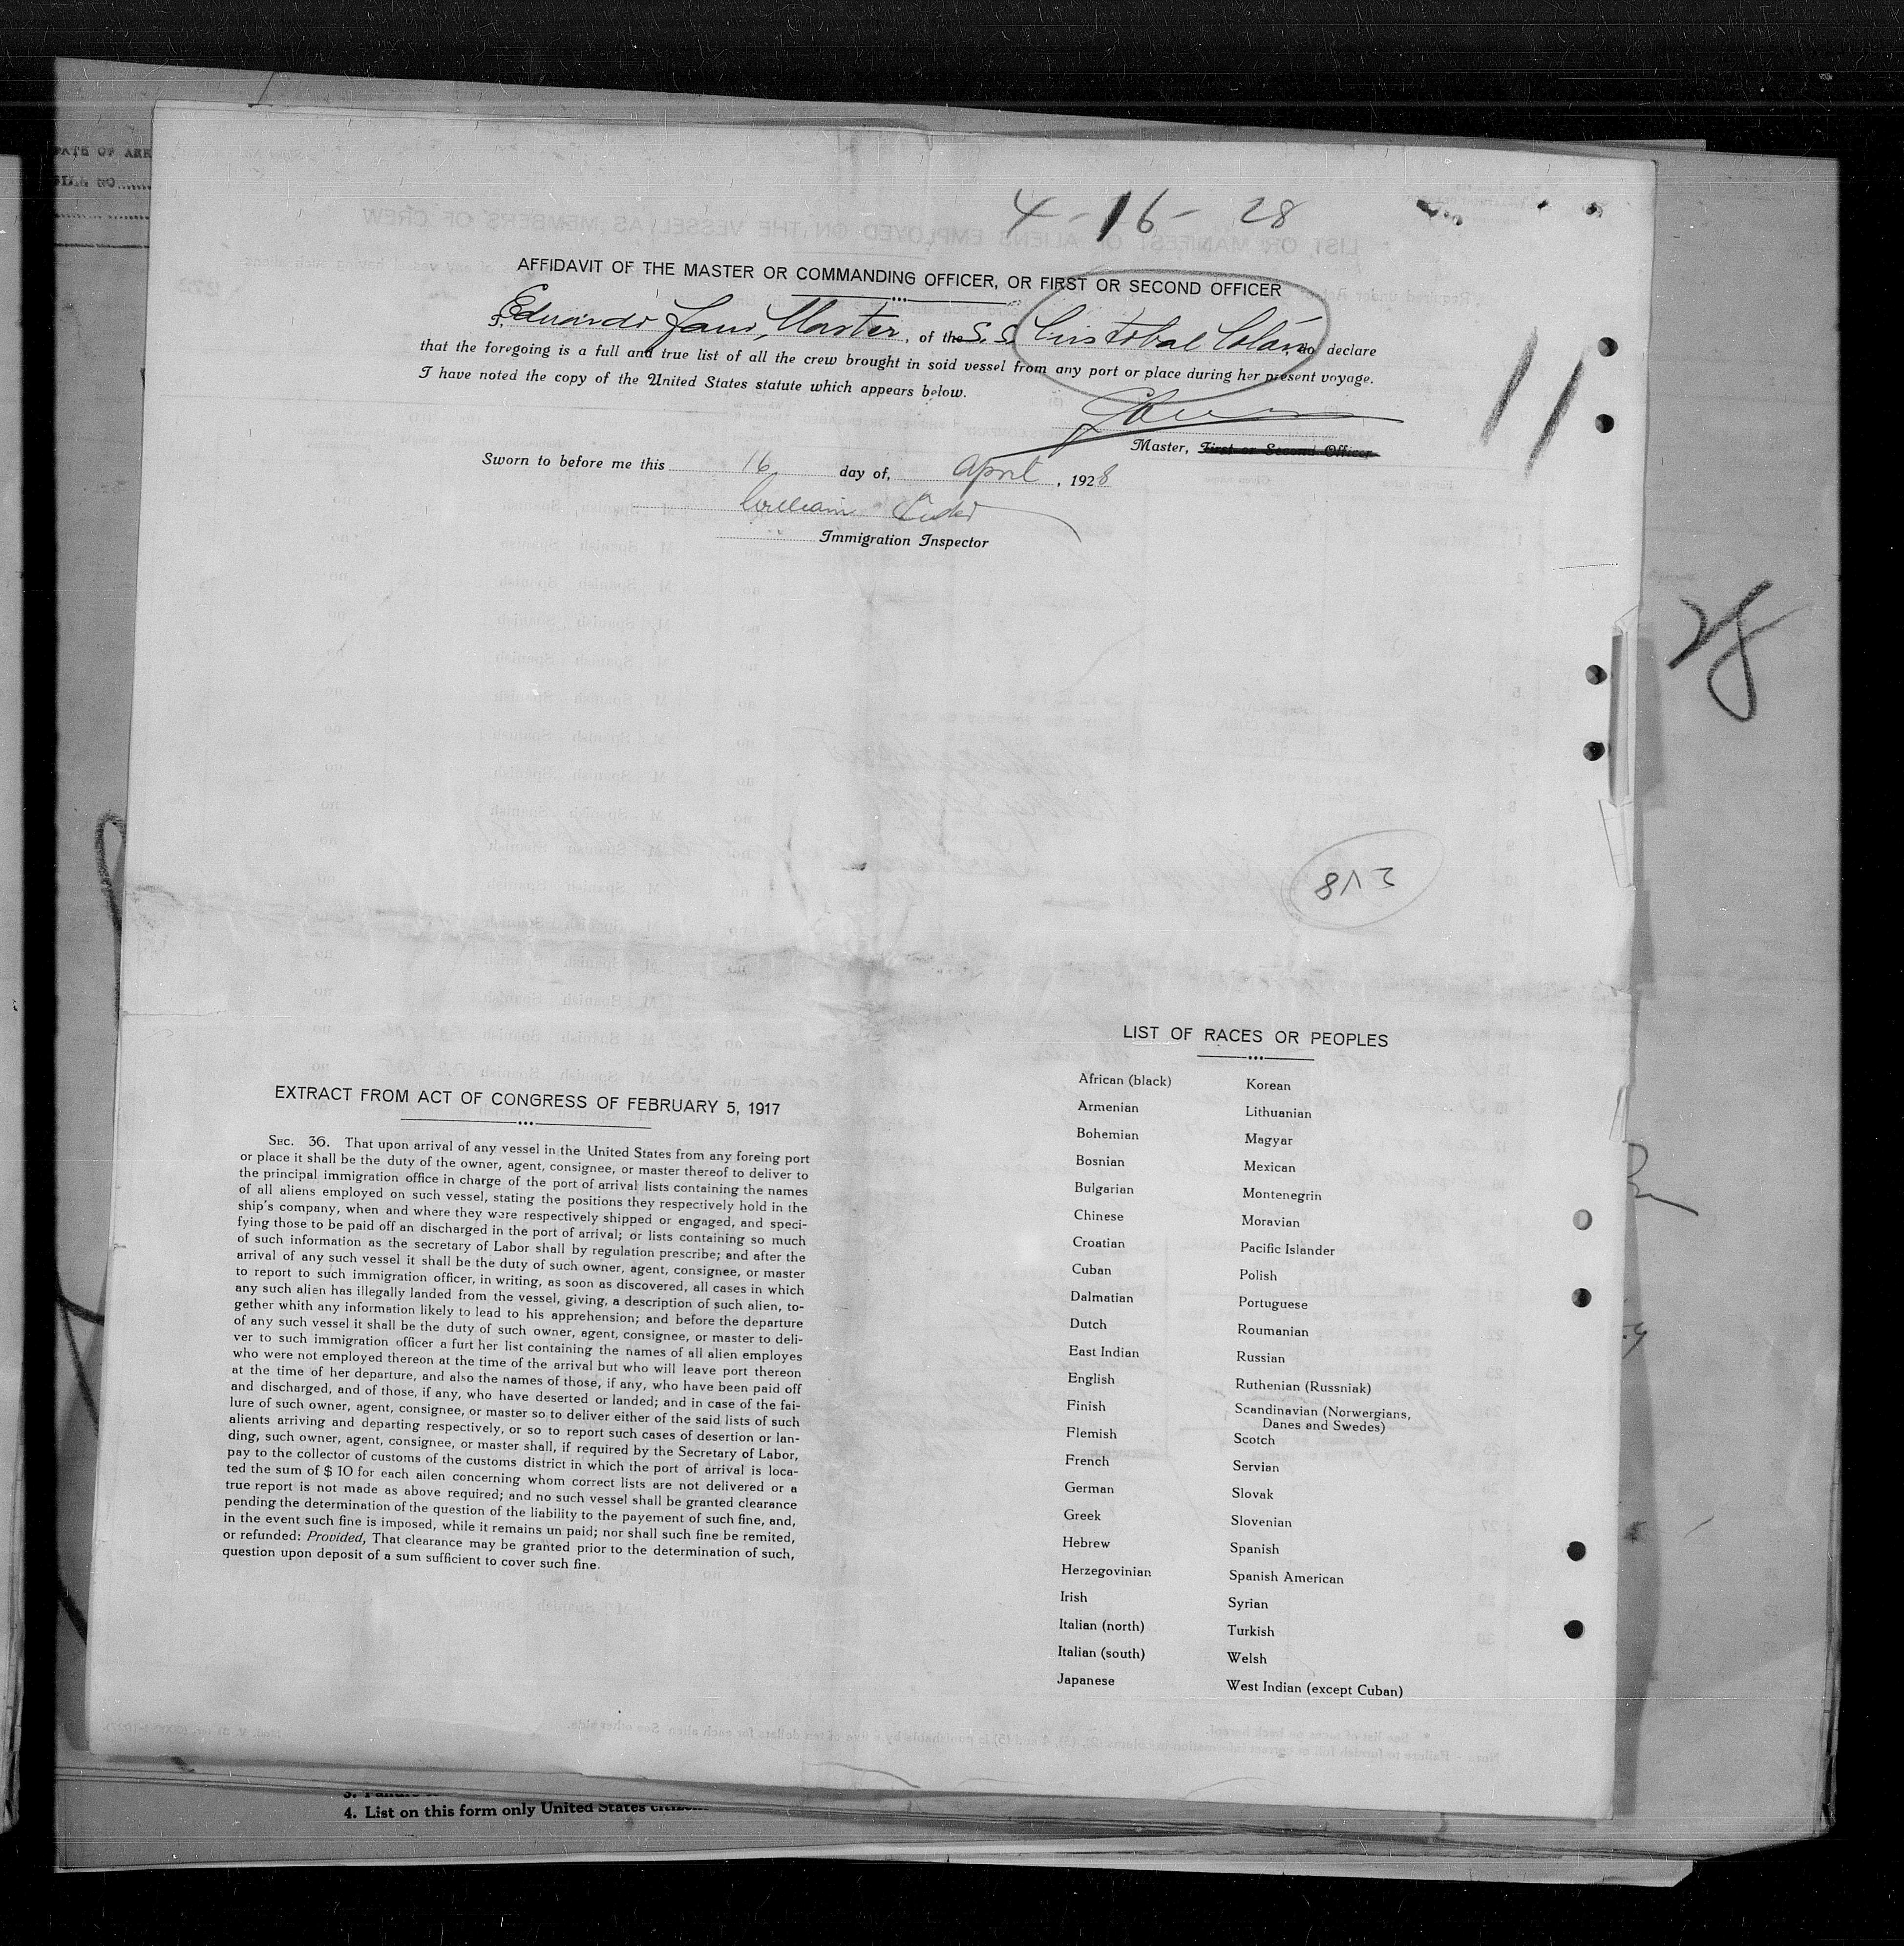 4-16-28
AFFIDAVIT OF THE MASTER OR COMMANDING OFFICER, OR FIRST OR SECOND OFFICER
I, Eduardo Master, of the S. S. Cristobal Colón, do declare
that the foregoing is a full and true list of all the crew brought in soid vessel from any port or place during her present voyage.
I have noted the copy of the United States statute which appears below.
11
Master, First or Second Officer
Sworn to before me this 16 day of, April, 1928
William
Immigration Inspector
28
EXTRACT FROM ACT OF CONGRESS OF FEBRUARY 5, 1917
SEC. 36. That upon arrival of any vessel in the United States from any foreing port
or place it shall be the duty of the owner, agent, consignee, or master thereof to deliver to
the principal immigration office in charge of the port of arrival lists containing the names
of all aliens employed on such vessel, stating the positions they respectively hold in the
ship's company, when and where they were respectively shipped or engaged, and speci-
fying those to be paid off an discharged in the port of arrival; or lists containing so much
of such information as the secretary of Labor shall by regulation prescribe; and after the
arrival of any such vessel it shall be the duty of such owner, agent, consignee, or master
to report to such immigration officer, in writing, as soon as discovered, all cases in which
any such alien has illegally landed from the vessel, giving, a description of such alien, to-
gether whith any information likely to lead to his apprehension; and before the departure
of any such vessel it shall be the duty of such owner, agent, consignee, or master to deli-
ver to such immigration officer a furt her list containing the names of all alien employes
who were not employed thereon at the time of the arrival but who will leave port thereon
at the time of her departure, and also the names of those, if any, who have been paid off
and discharged, and of those, if any, who have deserted or landed; and in case of the fai-
lure of such owner, agent, consignee, or master so to deliver either of the said lists of such
alients arriving and departing respectively, or so to report such cases of desertion or lan-
ding, such owner, agent, consignee, or master shall, if required by the Secretary of Labor,
pay to the collector of customs of the customs district in which the port of arrival is loca-
ted the sum of $ 10 for each ailen concerning whom correct lists are not delivered or a
true report is not made as above required; and no such vessel shall be granted clearance
pending the determination of the question of the liability to the payement of such fine, and,
in the event such fine is imposed, while it remains un paid; nor shall such fine be remited,
or refunded: Provided, That clearance may be granted prior to the determination of such,
question upon deposit of a sum sufficient to cover such fine.
LIST OF RACES OR PEOPLES
African (black)
Armenian
Bohemian
Bosnian
Bulgarian
Chinese
Croatian
Cuban
Dalmatian
Dutch
East Indian
English
Finish
Flemish
French
German
Greek
Hebrew
Herzegovinian
Irish
Italian (north)
Italian (south)
Japanese
Korean
Lithuanian
Magyar
Mexican
Montenegrin
Moravian
Pacific Islander
Polish
Portuguese
Roumanian
Russian
Ruthenian (Russniak)
Scandinavian (Norwergians,
Danes and Swedes)
Scotch
Servian
Slovak
Slovenian
Spanish
Spanish American
Syrian
Turkish
Welsh
West Indian (except Cuban)
4. List on this form only United States